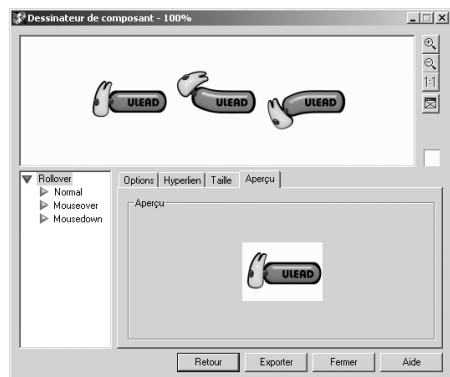 Dessinateur de composant - 100%
ULEAD ULEAD ULEAD
1:1
Rollover
Normal
Mouseover
Mousedown
Options Hyperlien Taille Aperçu
Aperçu
ULEAD
Retour Exporter Fermer Aide